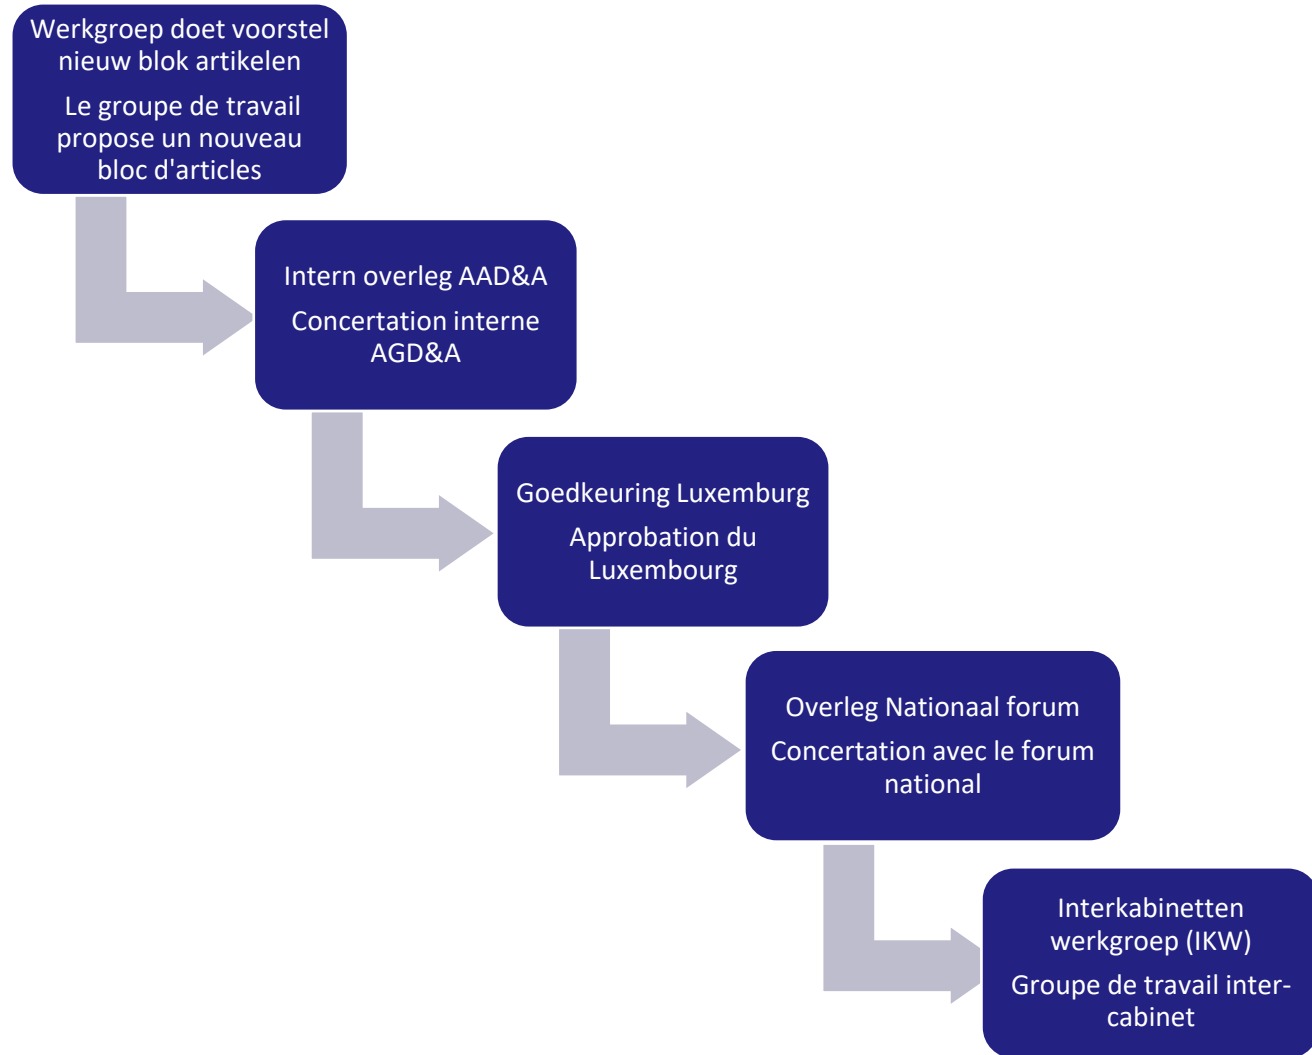 Werkgroep doet voorstel
nieuw blok artikelen
Le groupe de travail
propose un nouveau
bloc d'articles
Intern overleg AAD&A
Concertation interne
AGD&A
Goedkeuring Luxemburg
Approbation du
Luxembourg
Overleg Nationaal forum
Concertation avec le forum
national
Interkabinetten
werkgroep (IKW)
Groupe de travail inter-
cabinet